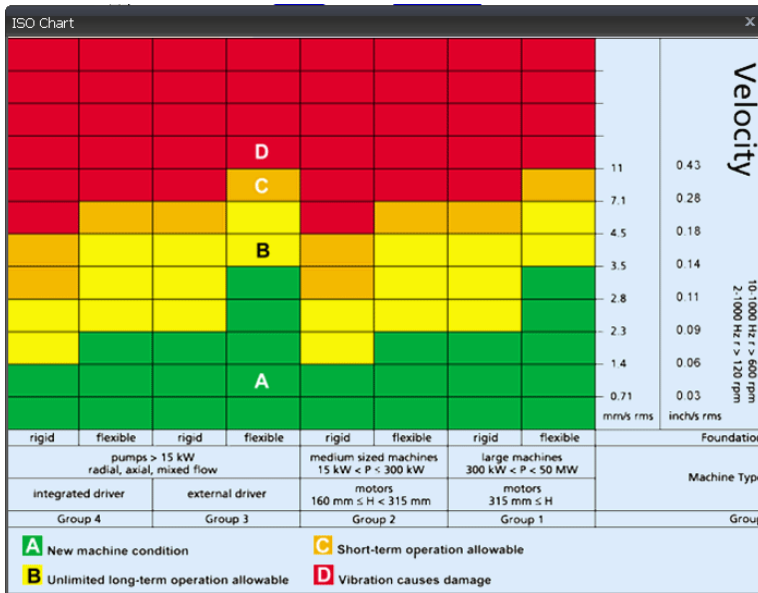 ISO Chart
x
D
C
B
A
11
7.1
4.5
3.5
2.8
2.3
1.4
0.71
mm/s rms
0.43
0.28
0.18
0.14
0.11
0.09
0.06
0.03
inch/s rms
Velocity
10-1000 Hz r > 600 rpm
2-1000 Hz r > 120 rpm
rigid flexible rigid flexible rigid flexible rigid flexible Foundation
pumps > 15 kW
radial, axial, mixed flow
medium sized machines
15 kW < P ≤ 300 kW
large machines
300 kW < P < 50 MW
Machine Type
integrated driver external driver
motors
160 mm ≤ H < 315 mm
motors
315 mm ≤ H
Group 4 Group 3 Group 2 Group 1 Group
A New machine condition
C Short-term operation allowable
B Unlimited long-term operation allowable
D Vibration causes damage